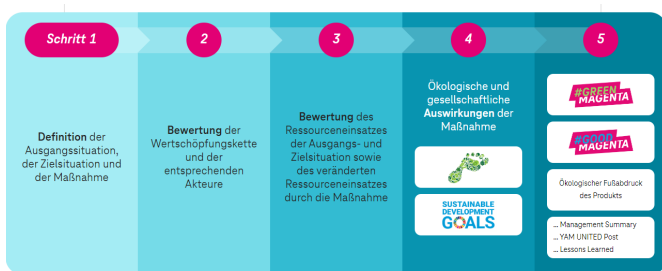 Schritt 1
2
3
4
5
Definition der
Ausgangssituation,
der Zielsituation und
der Maßnahme
Bewertung der
Wertschöpfungskette
und der
entsprechenden
Akteure
Bewertung des
Ressourceneinsatzes
der Ausgangs- und
Zielsituation sowie
des veränderten
Ressourceneinsatzes
durch die Maßnahme
Ökologische und
gesellschaftliche
Auswirkungen der
Maßnahme
SUSTAINABLE
DEVELOPMENT
GOALS
#GREEN
MAGENTA
#GOOD
MAGENTA
Ökologischer Fußabdruck
des Produkts
... Management Summary
... YAM UNITED Post
... Lessons Learned